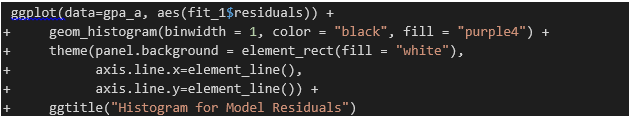 ggplot(data=gpa_a, aes(fit_1$residuals)) +
+     geom_histogram(binwidth = 1, color = "black", fill = "purple4") +
+     theme(panel.background = element_rect(fill = "white"),
+           axis.line.x=element_line(),
+           axis.line.y=element_line()) +
+     ggtitle("Histogram for Model Residuals")